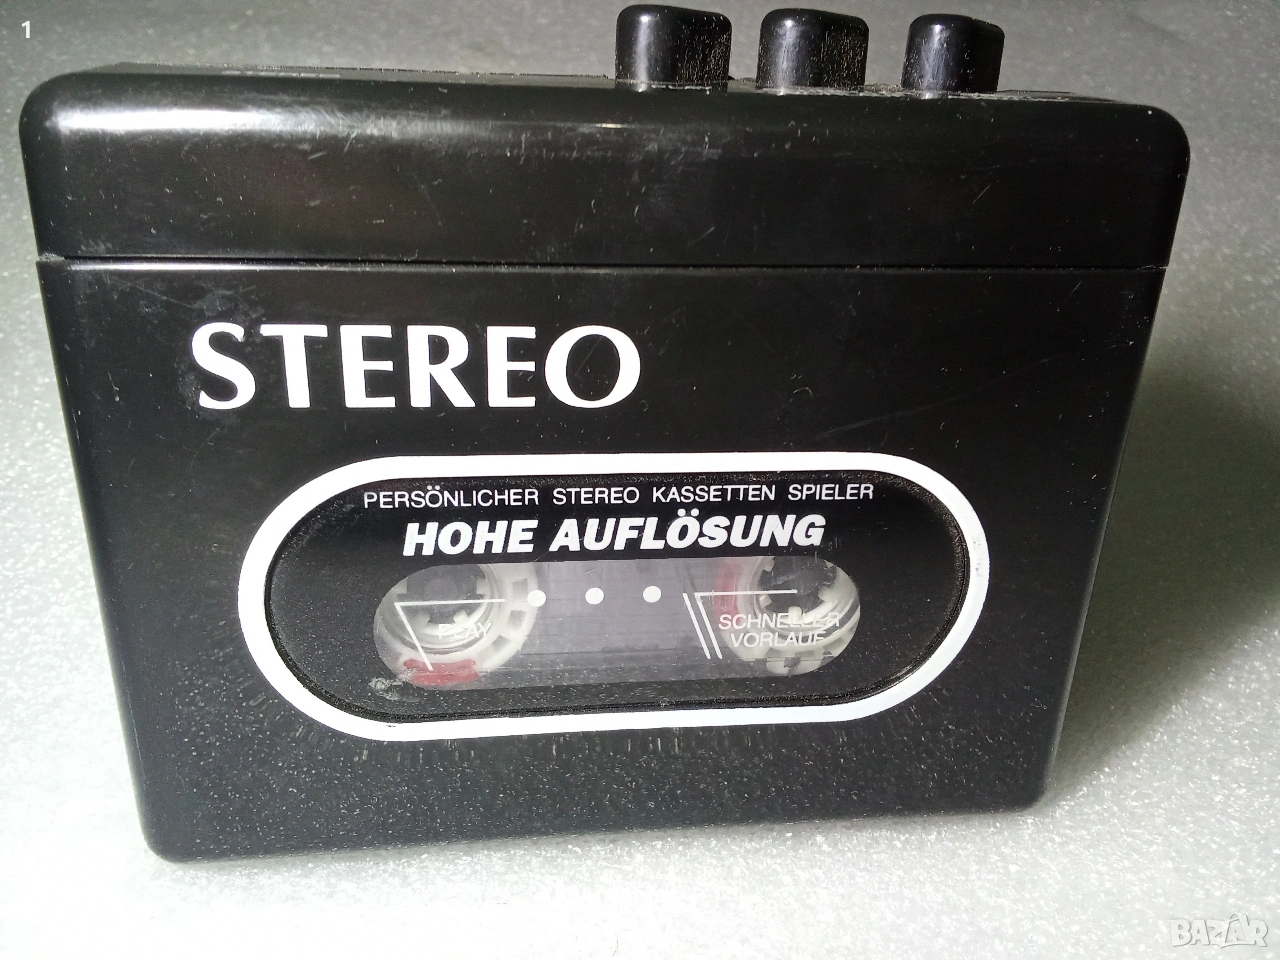 1
STEREO
PERSÖNLICHER STEREO KASSETTEN SPIELER
HOHE AUFLÖSUNG
PLAY
SCHNELLER
VORLAUF
BAZAR